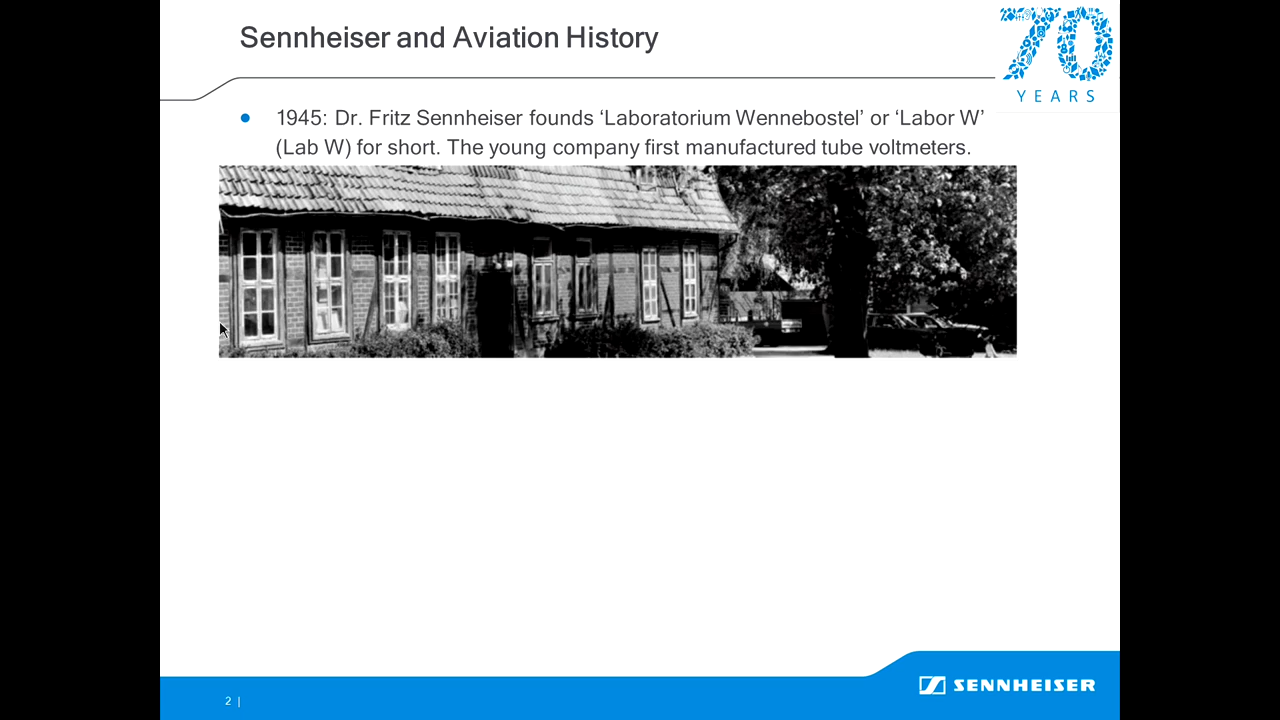 Sennheiser and Aviation History
70
YEARS
1945: Dr. Fritz Sennheiser founds ‘Laboratorium Wennebostel’ or ‘Labor W’
(Lab W) for short. The young company first manufactured tube voltmeters.
2 |
SENNHEISER